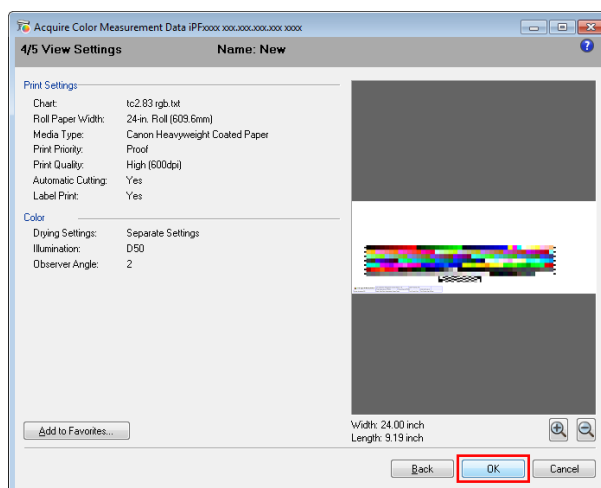 Acquire Color Measurement Data iPFxxxx xxx.xxx.xxx.xxx xxxx
4/5 View Settings Name: New
Print Settings
Chart: tc2.83 rgb.txt
Roll Paper Width: 24-in. Roll (609.6mm)
Media Type: Canon Heavyweight Coated Paper
Print Priority: Proof
Print Quality: High (600dpi)
Automatic Cutting: Yes
Label Print: Yes
Color
Drying Settings: Separate Settings
Illumination: D50
Observer Angle: 2
Add to Favorites...
Width: 24.00 inch
Length: 9.19 inch
Back OK Cancel